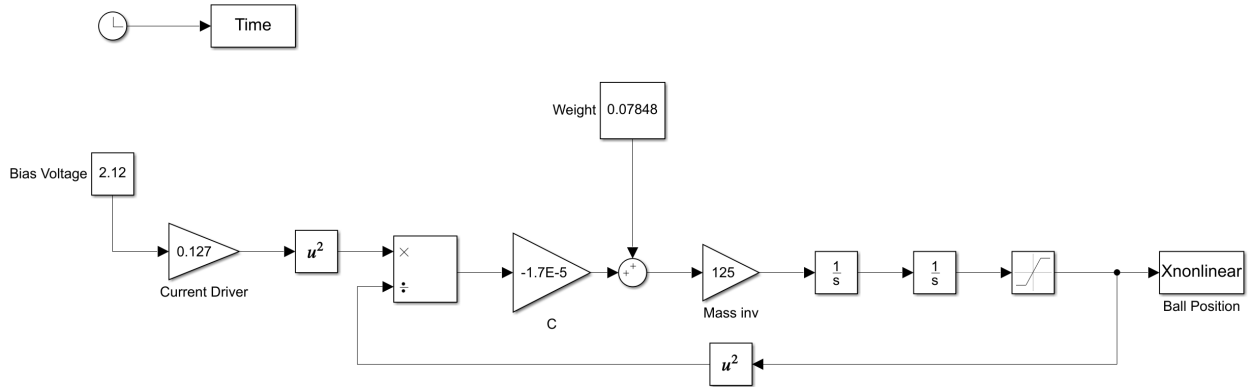 Time
Weight
0.07848
Bias Voltage
2.12
0.127
Current Driver
u²
×
÷
-1.7E-5
C
+
+
125
Mass inv
1
s
1
s
Xnonlinear
Ball Position
u²